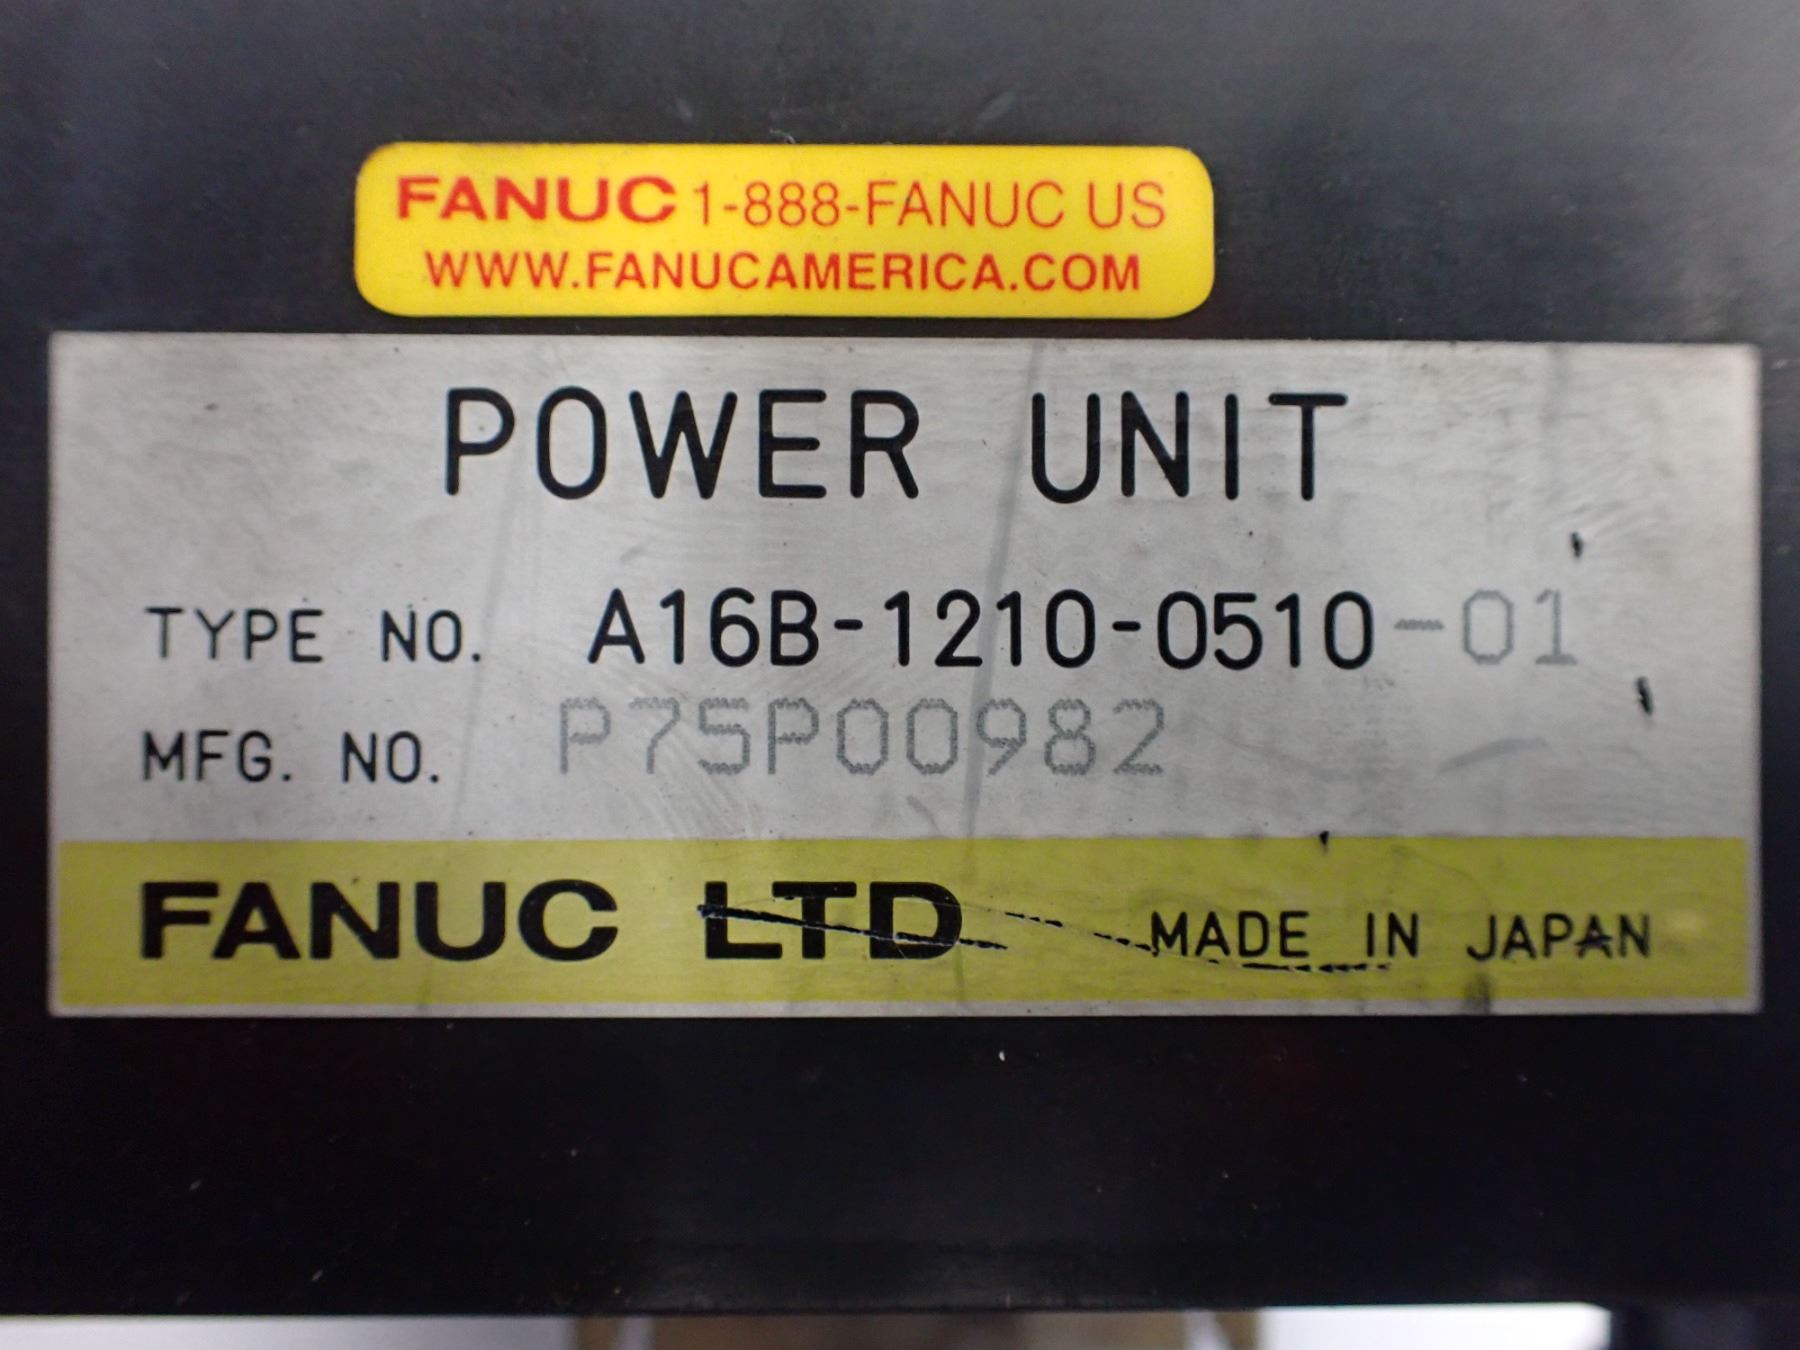 FANUC 1-888-FANUC US
WWW.FANUCAMERICA.COM
POWER UNIT
TYPE NO. A16B-1210-0510-01
MFG. NO. P75P00982
FANUC LTD MADE IN JAPAN